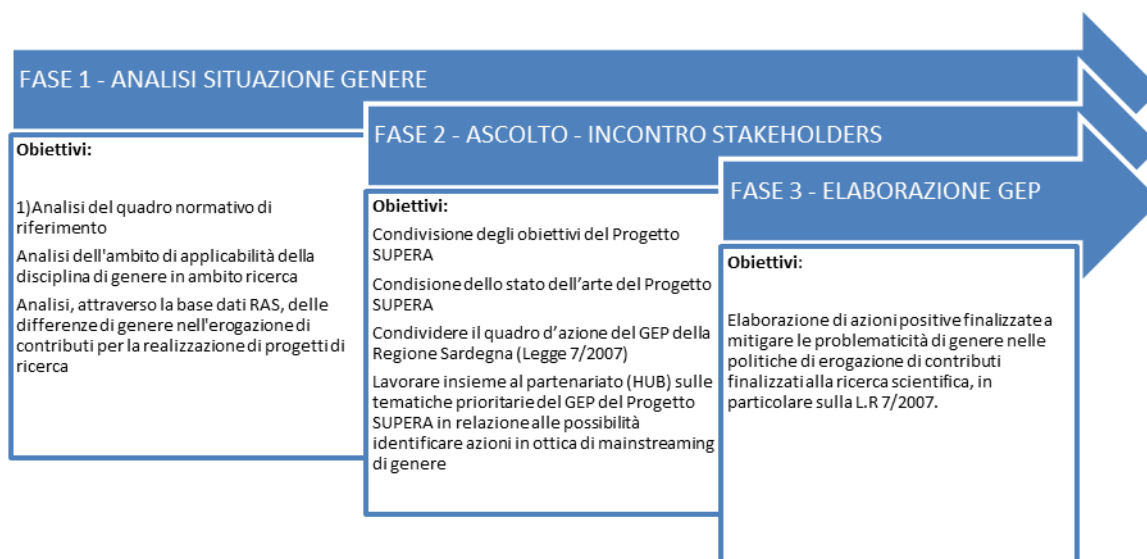 FASE 1 - ANALISI SITUAZIONE GENERE
Obiettivi:
1)Analisi del quadro normativo di
riferimento
Analisi dell'ambito di applicabilità della
disciplina di genere in ambito ricerca
Analisi, attraverso la base dati RAS, delle
differenze di genere nell'erogazione di
contributi per la realizzazione di progetti di
ricerca
FASE 2 - ASCOLTO - INCONTRO STAKEHOLDERS
Obiettivi:
Condivisione degli obiettivi del Progetto
SUPERA
Condisione dello stato dell’arte del Progetto
SUPERA
Condividere il quadro d’azione del GEP della
Regione Sardegna (Legge 7/2007)
Lavorare insieme al partenariato (HUB) sulle
tematiche prioritarie del GEP del Progetto
SUPERA in relazione alle possibilità
identificare azioni in ottica di mainstreaming
di genere
FASE 3 - ELABORAZIONE GEP
Obiettivi:
Elaborazione di azioni positive finalizzate a
mitigare le problematicità di genere nelle
politiche di erogazione di contributi
finalizzati alla ricerca scientifica, in
particolare sulla L.R 7/2007.